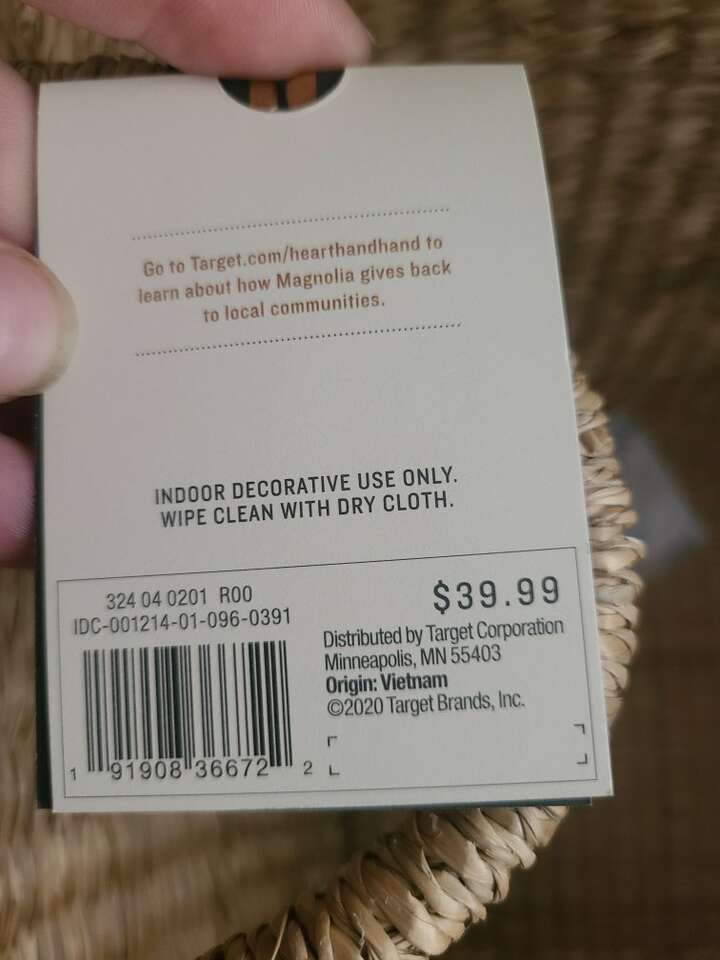 Go to Target.com/hearthandhand to
learn about how Magnolia gives back
to local communities.
INDOOR DECORATIVE USE ONLY.
WIPE CLEAN WITH DRY CLOTH.
324 04 0201 R00
IDC-001214-01-096-0391
1 91908 36672 2
$39.99
Distributed by Target Corporation
Minneapolis, MN 55403
Origin: Vietnam
©2020 Target Brands, Inc.